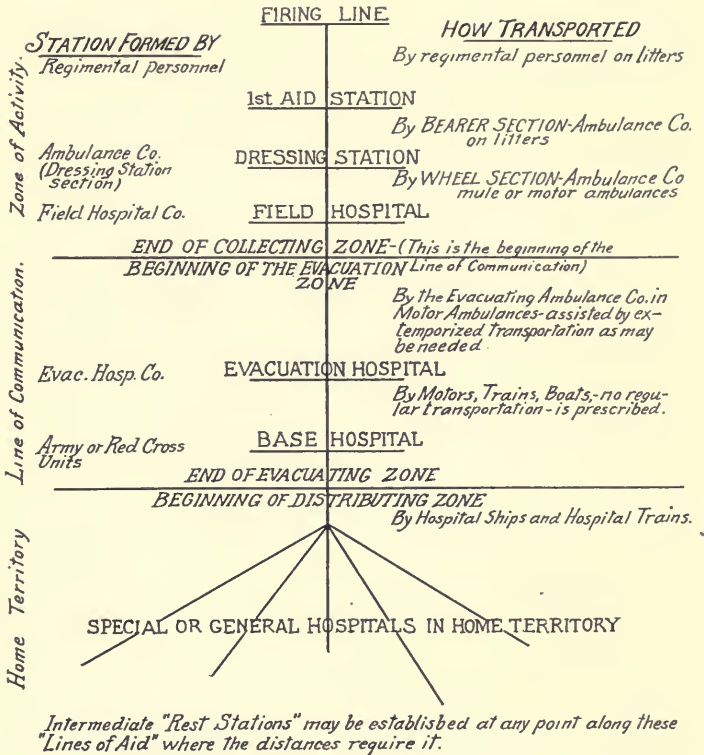 FIRING LINE
STATION FORMED BY
HOW TRANSPORTED
Regimental personnel
By regimental personnel on litters
Zone of Activity.
1st AID STATION
By BEARER SECTION-Ambulance Co.
on litters
Ambulance Co.
(Dressing Station
section)
DRESSING STATION
By WHEEL SECTION-Ambulance Co
mule or motor ambulances
Field Hospital Co.
FIELD HOSPITAL
END OF COLLECTING ZONE-(This is the beginning of the
BEGINNING OF THE EVACUATION Line of Communication)
ZONE
Line of Communication.
By the Evacuating Ambulance Co. in
Motor Ambulances-assisted by ex-
temporized transportation as may
be needed.
Evac. Hosp. Co.
EVACUATION HOSPITAL
By Motors, Trains, Boats,-no regu-
lar transportation-is prescribed.
Army or Red Cross
Units
BASE HOSPITAL
END OF EVACUATING ZONE
BEGINNING OF DISTRIBUTING ZONE
By Hospital Ships and Hospital Trains.
Home Territory
SPECIAL OR GENERAL HOSPITALS IN HOME TERRITORY
Intermediate "Rest Stations" may be established at any point along these
"Lines of Aid" where the distances require it.